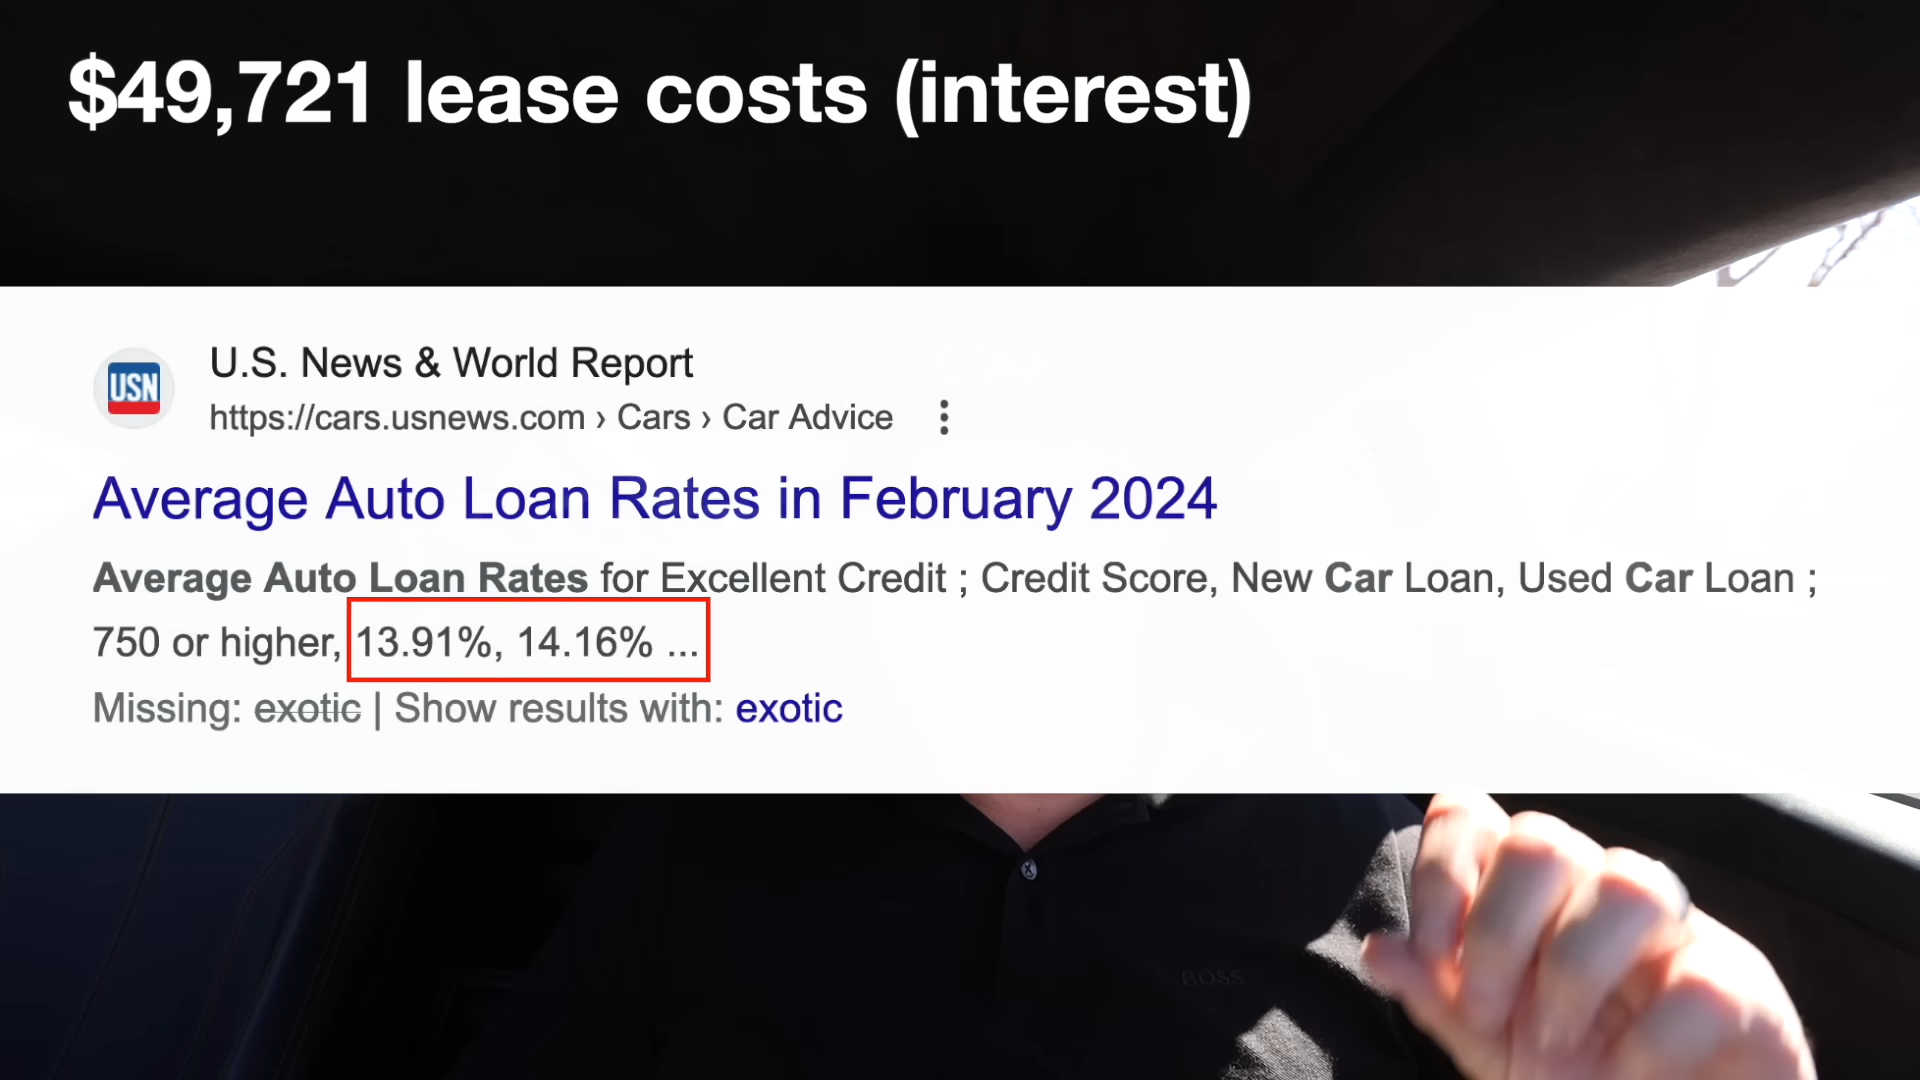 $49,721 lease costs (interest)
USN
U.S. News & World Report
https://cars.usnews.com › Cars › Car Advice
Average Auto Loan Rates in February 2024
Average Auto Loan Rates for Excellent Credit ; Credit Score, New Car Loan, Used Car Loan ;
750 or higher, 13.91%, 14.16% ...
Missing: exotic | Show results with: exotic
BOSS